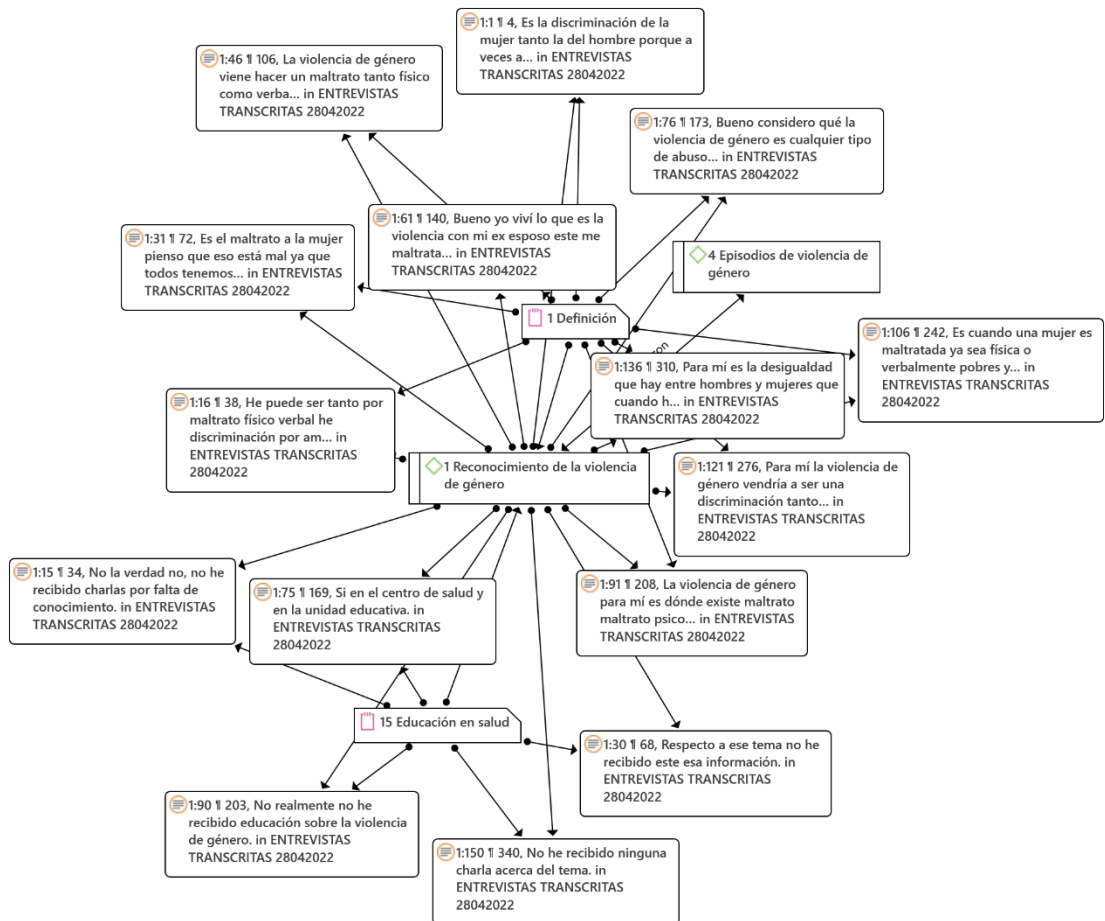 1:1 ¶ 4, Es la discriminación de la
mujer tanto la del hombre porque a
veces a... in ENTREVISTAS
TRANSCRITAS 28042022
1:46 ¶ 106, La violencia de género
viene hacer un maltrato tanto físico
como verba... in ENTREVISTAS
TRANSCRITAS 28042022
1:76 ¶ 173, Bueno considero qué la
violencia de género es cualquier tipo
de abuso... in ENTREVISTAS
TRANSCRITAS 28042022
1:61 ¶ 140, Bueno yo viví lo que es la
violencia con mi ex esposo este me
maltrata... in ENTREVISTAS
TRANSCRITAS 28042022
1:31 ¶ 72, Es el maltrato a la mujer
pienso que eso está mal ya que
todos tenemos... in ENTREVISTAS
TRANSCRITAS 28042022
4 Episodios de violencia de
género
1 Definición
1:106 ¶ 242, Es cuando una mujer es
maltratada ya sea física o
verbalmente pobres y... in
ENTREVISTAS TRANSCRITAS
28042022
1:136 ¶ 310, Para mí es la desigualdad
que hay entre hombres y mujeres que
cuando h... in ENTREVISTAS
TRANSCRITAS 28042022
1:16 ¶ 38, He puede ser tanto por
maltrato físico verbal he
discriminación por am... in
ENTREVISTAS TRANSCRITAS
28042022
1 Reconocimiento de la violencia
de género
1:121 ¶ 276, Para mí la violencia de
género vendría a ser una
discriminación tanto... in
ENTREVISTAS TRANSCRITAS
28042022
1:15 ¶ 34, No la verdad no, no he
recibido charlas por falta de
conocimiento. in ENTREVISTAS
TRANSCRITAS 28042022
1:75 ¶ 169, Si en el centro de salud y
en la unidad educativa. in
ENTREVISTAS TRANSCRITAS
28042022
1:91 ¶ 208, La violencia de género
para mí es dónde existe maltrato
maltrato psico... in ENTREVISTAS
TRANSCRITAS 28042022
15 Educación en salud
1:30 ¶ 68, Respecto a ese tema no he
recibido este esa información. in
ENTREVISTAS TRANSCRITAS
28042022
1:90 ¶ 203, No realmente no he
recibido educación sobre la violencia
de género. in ENTREVISTAS
TRANSCRITAS 28042022
1:150 ¶ 340, No he recibido ninguna
charla acerca del tema. in
ENTREVISTAS TRANSCRITAS
28042022